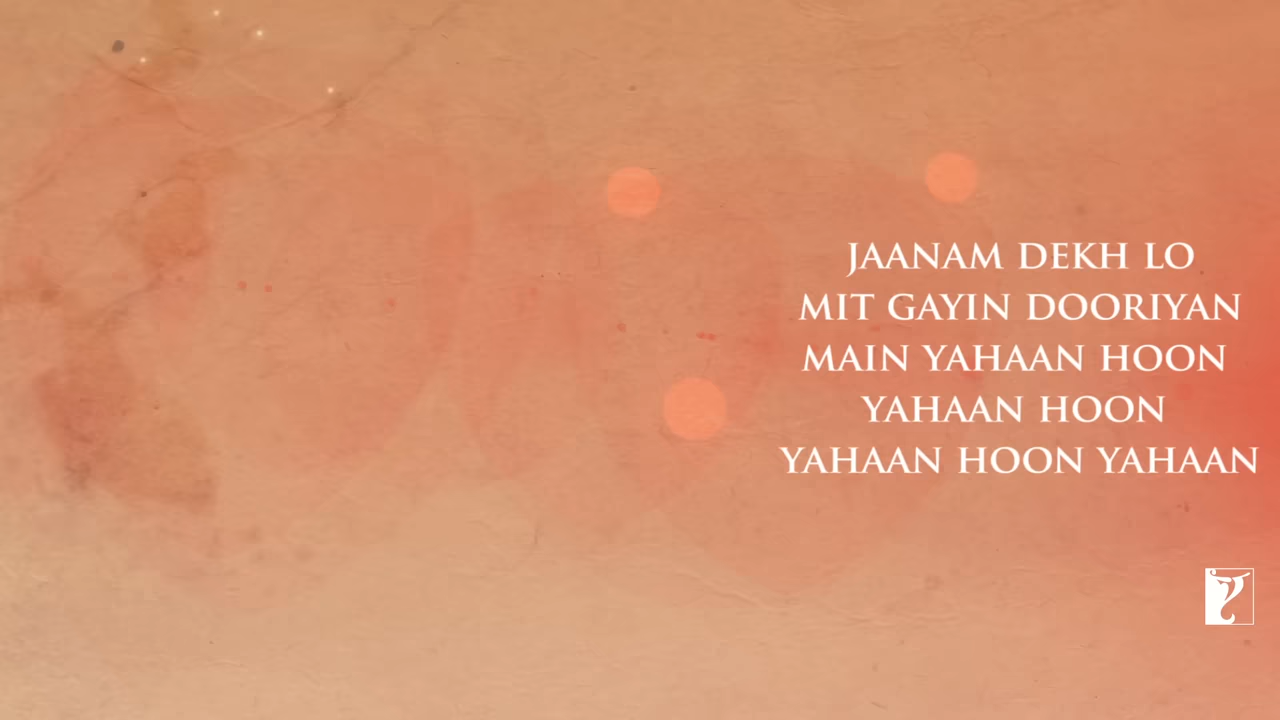 JAANAM DEKH LO
MIT GAYIN DOORIYAN
MAIN YAHAAN HOON
YAHAAN HOON
YAHAAN HOON YAHAAN